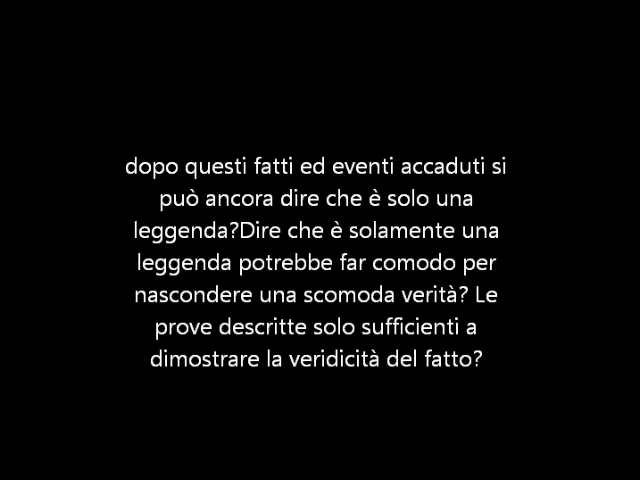 dopo questi fatti ed eventi accaduti si
può ancora dire che è solo una
leggenda?Dire che è solamente una
leggenda potrebbe far comodo per
nascondere una scomoda verità? Le
prove descritte solo sufficienti a
dimostrare la veridicità del fatto?